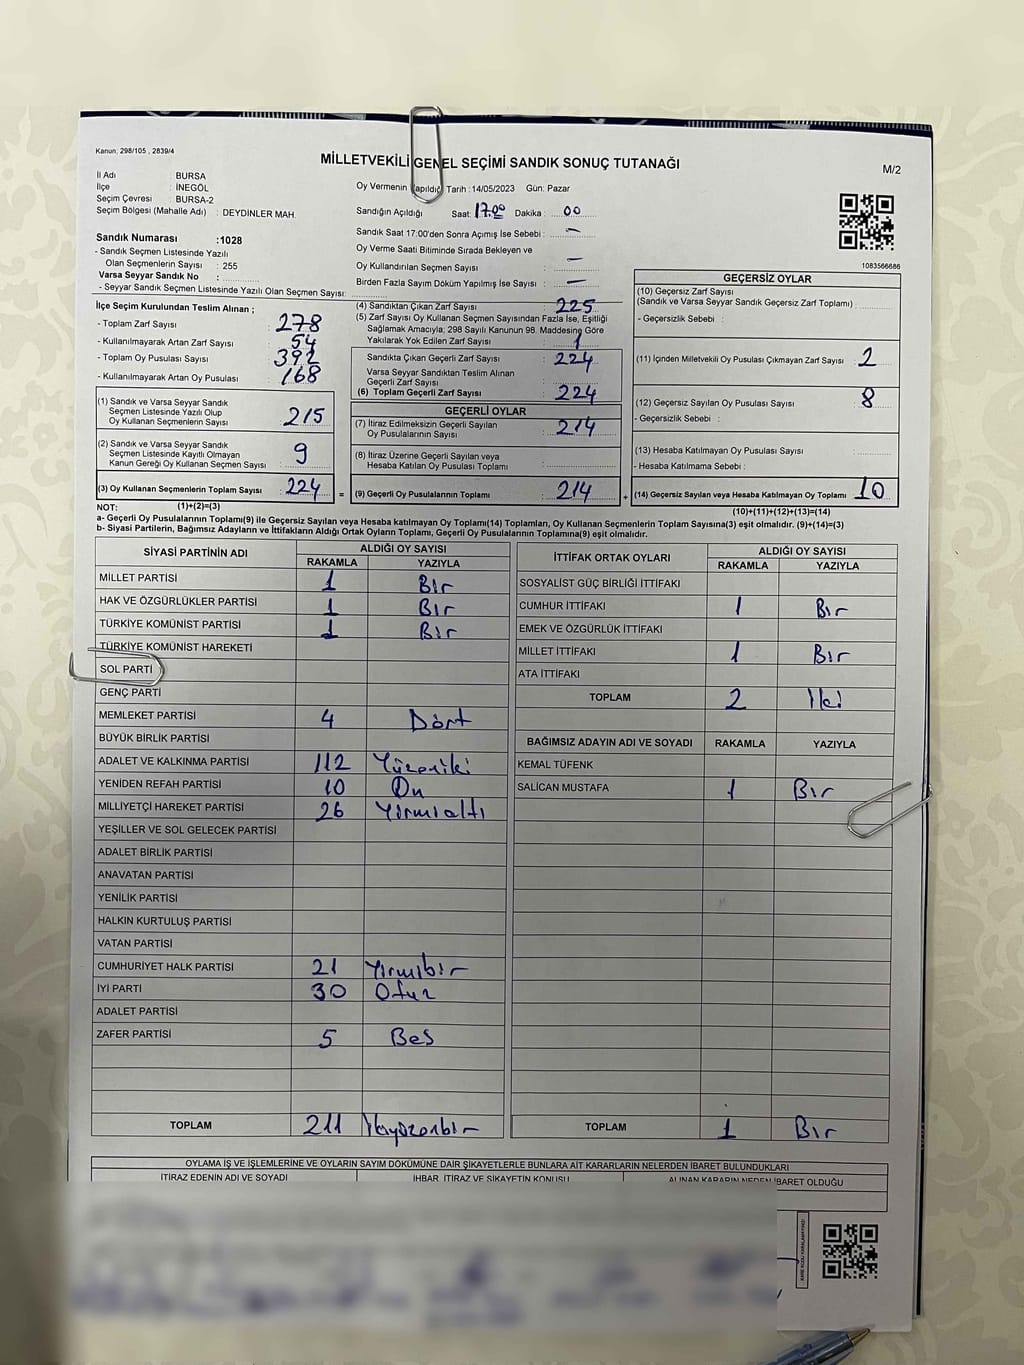 Kanun; 298/105 , 2839/4
MİLLETVEKİLİ GENEL SEÇİMİ SANDIK SONUÇ TUTANAĞI
M/2
İl Adı : BURSA
İlçe : İNEGÖL
Seçim Çevresi : BURSA-2
Seçim Bölgesi (Mahalle Adı) : DEYDİNLER MAH.
Oy Vermenin Yapıldığı Tarih : 14/05/2023 Gün: Pazar
Sandığın Açıldığı Saat: 17.00 Dakika : 00
Sandık Saat 17:00'den Sonra Açımış İse Sebebi : —
Oy Verme Saati Bitiminde Sırada Bekleyen ve
Oy Kullandırılan Seçmen Sayısı : —
Birden Fazla Sayım Döküm Yapılmış İse Sayısı : —
1083566686
Sandık Numarası :1028
- Sandık Seçmen Listesinde Yazılı
Olan Seçmenlerin Sayısı : 255
Varsa Seyyar Sandık No :
- Seyyar Sandık Seçmen Listesinde Yazılı Olan Seçmen Sayısı:
İlçe Seçim Kurulundan Teslim Alınan ;
- Toplam Zarf Sayısı : 278
- Kullanılmayarak Artan Zarf Sayısı : 54
- Toplam Oy Pusulası Sayısı : 392
- Kullanılmayarak Artan Oy Pusulası : 168
(1) Sandık ve Varsa Seyyar Sandık
Seçmen Listesinde Yazılı Olup
Oy Kullanan Seçmenlerin Sayısı : 215
(2) Sandık ve Varsa Seyyar Sandık
Seçmen Listesinde Kayıtlı Olmayan
Kanun Gereği Oy Kullanan Seçmen Sayısı : 9
(3) Oy Kullanan Seçmenlerin Toplam Sayısı : 224
(4) Sandıktan Çıkan Zarf Sayısı : 225
(5) Zarf Sayısı Oy Kullanan Seçmen Sayısından Fazla İse, Eşitliği
Sağlamak Amacıyla; 298 Sayılı Kanunun 98. Maddesine Göre
Yakılarak Yok Edilen Zarf Sayısı : 1
Sandıkta Çıkan Geçerli Zarf Sayısı : 224
Varsa Seyyar Sandıktan Teslim Alınan
Geçerli Zarf Sayısı :
(6) Toplam Geçerli Zarf Sayısı : 224
GEÇERLİ OYLAR
(7) İtiraz Edilmeksizin Geçerli Sayılan
Oy Pusulalarının Sayısı : 214
(8) İtiraz Üzerine Geçerli Sayılan veya
Hesaba Katılan Oy Pusulası Toplamı :
= (9) Geçerli Oy Pusulalarının Toplamı : 214
GEÇERSİZ OYLAR
(10) Geçersiz Zarf Sayısı
(Sandık ve Varsa Seyyar Sandık Geçersiz Zarf Toplamı) :
- Geçersizlik Sebebi :
(11) İçinden Milletvekili Oy Pusulası Çıkmayan Zarf Sayısı : 2
(12) Geçersiz Sayılan Oy Pusulası Sayısı : 8
- Geçersizlik Sebebi :
(13) Hesaba Katılmayan Oy Pusulası Sayısı :
- Hesaba Katılmama Sebebi :
+ (14) Geçersiz Sayılan veya Hesaba Katılmayan Oy Toplamı : 10
NOT: (1)+(2)=(3)
(10)+(11)+(12)+(13)=(14)
a- Geçerli Oy Pusulalarının Toplamı(9) ile Geçersiz Sayılan veya Hesaba katılmayan Oy Toplamı(14) Toplamları, Oy Kullanan Seçmenlerin Toplam Sayısına(3) eşit olmalıdır. (9)+(14)=(3)
b- Siyasi Partilerin, Bağımsız Adayların ve İttifakların Aldığı Ortak Oyların Toplamı, Geçerli Oy Pusulalarının Toplamına(9) eşit olmalıdır.
SİYASİ PARTİNİN ADI ALDIĞI OY SAYISI
RAKAMLA YAZIYLA
MİLLET PARTİSİ 1 Bir
HAK VE ÖZGÜRLÜKLER PARTİSİ 1 Bir
TÜRKİYE KOMÜNİST PARTİSİ 1 Bir
TÜRKİYE KOMÜNİST HAREKETİ
SOL PARTİ
GENÇ PARTİ
MEMLEKET PARTİSİ 4 Dört
BÜYÜK BİRLİK PARTİSİ
ADALET VE KALKINMA PARTİSİ 112 Yüzoniki
YENİDEN REFAH PARTİSİ 10 On
MİLLİYETÇİ HAREKET PARTİSİ 26 Yirmialtı
YEŞİLLER VE SOL GELECEK PARTİSİ
ADALET BİRLİK PARTİSİ
ANAVATAN PARTİSİ
YENİLİK PARTİSİ
HALKIN KURTULUŞ PARTİSİ
VATAN PARTİSİ
CUMHURİYET HALK PARTİSİ 21 Yirmibir
İYİ PARTİ 30 Otuz
ADALET PARTİSİ
ZAFER PARTİSİ 5 Beş
TOPLAM 211 İkiyüzonbir
İTTİFAK ORTAK OYLARI ALDIĞI OY SAYISI
RAKAMLA YAZIYLA
SOSYALİST GÜÇ BİRLİĞİ İTTİFAKI
CUMHUR İTTİFAKI 1 Bir
EMEK VE ÖZGÜRLÜK İTTİFAKI
MİLLET İTTİFAKI 1 Bir
ATA İTTİFAKI
TOPLAM 2 İki
BAĞIMSIZ ADAYIN ADI VE SOYADI RAKAMLA YAZIYLA
KEMAL TÜFENK
SALİCAN MUSTAFA 1 Bir
TOPLAM 1 Bir
OYLAMA İŞ VE İŞLEMLERİNE VE OYLARIN SAYIM DÖKÜMÜNE DAİR ŞİKAYETLERLE BUNLARA AİT KARARLARIN NELERDEN İBARET BULUNDUKLARI
İTİRAZ EDENİN ADI VE SOYADI İHBAR, İTİRAZ VE ŞİKAYETİN KONUSU ALINAN KARARIN NEDEN İBARET OLDUĞU